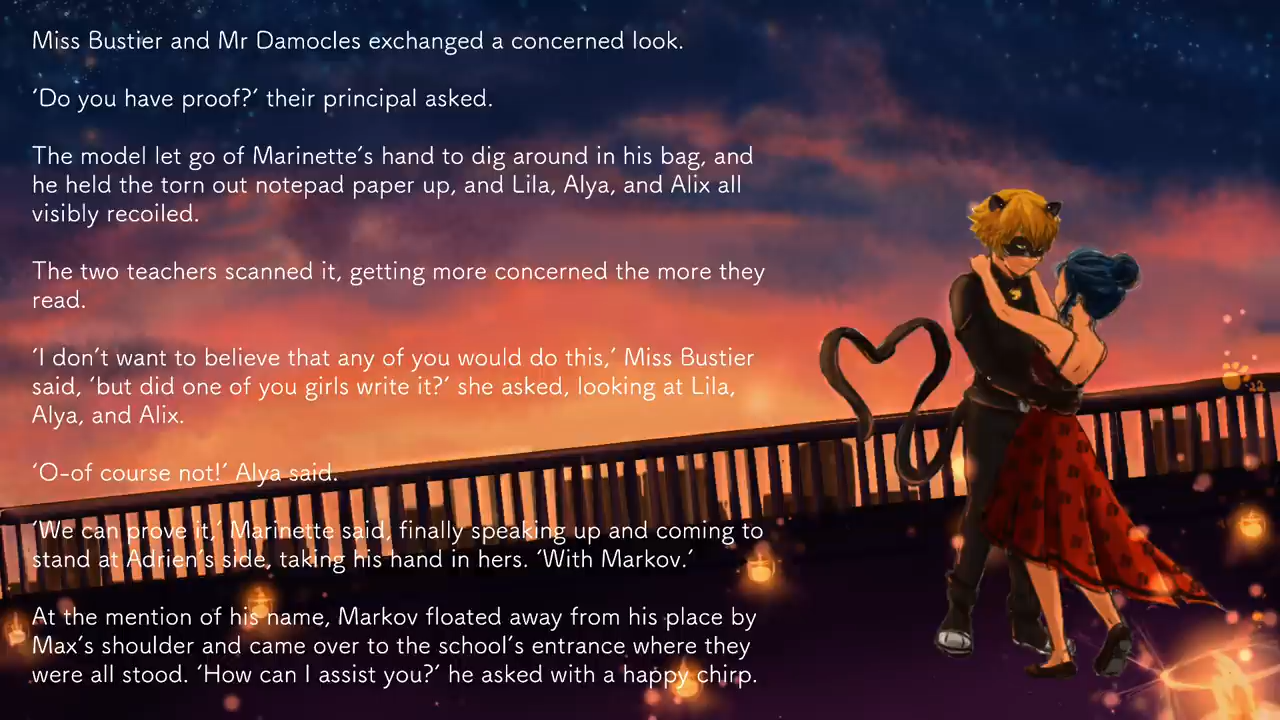 Miss Bustier and Mr Damocles exchanged a concerned look.
‘Do you have proof?’ their principal asked.
The model let go of Marinette’s hand to dig around in his bag, and
he held the torn out notepad paper up, and Lila, Alya, and Alix all
visibly recoiled.
The two teachers scanned it, getting more concerned the more they
read.
‘I don’t want to believe that any of you would do this,’ Miss Bustier
said, ‘but did one of you girls write it?’ she asked, looking at Lila,
Alya, and Alix.
‘O-of course not!’ Alya said.
‘We can prove it,’ Marinette said, finally speaking up and coming to
stand at Adrien’s side, taking his hand in hers. ‘With Markov.’
At the mention of his name, Markov floated away from his place by
Max’s shoulder and came over to the school’s entrance where they
were all stood. ‘How can I assist you?’ he asked with a happy chirp.